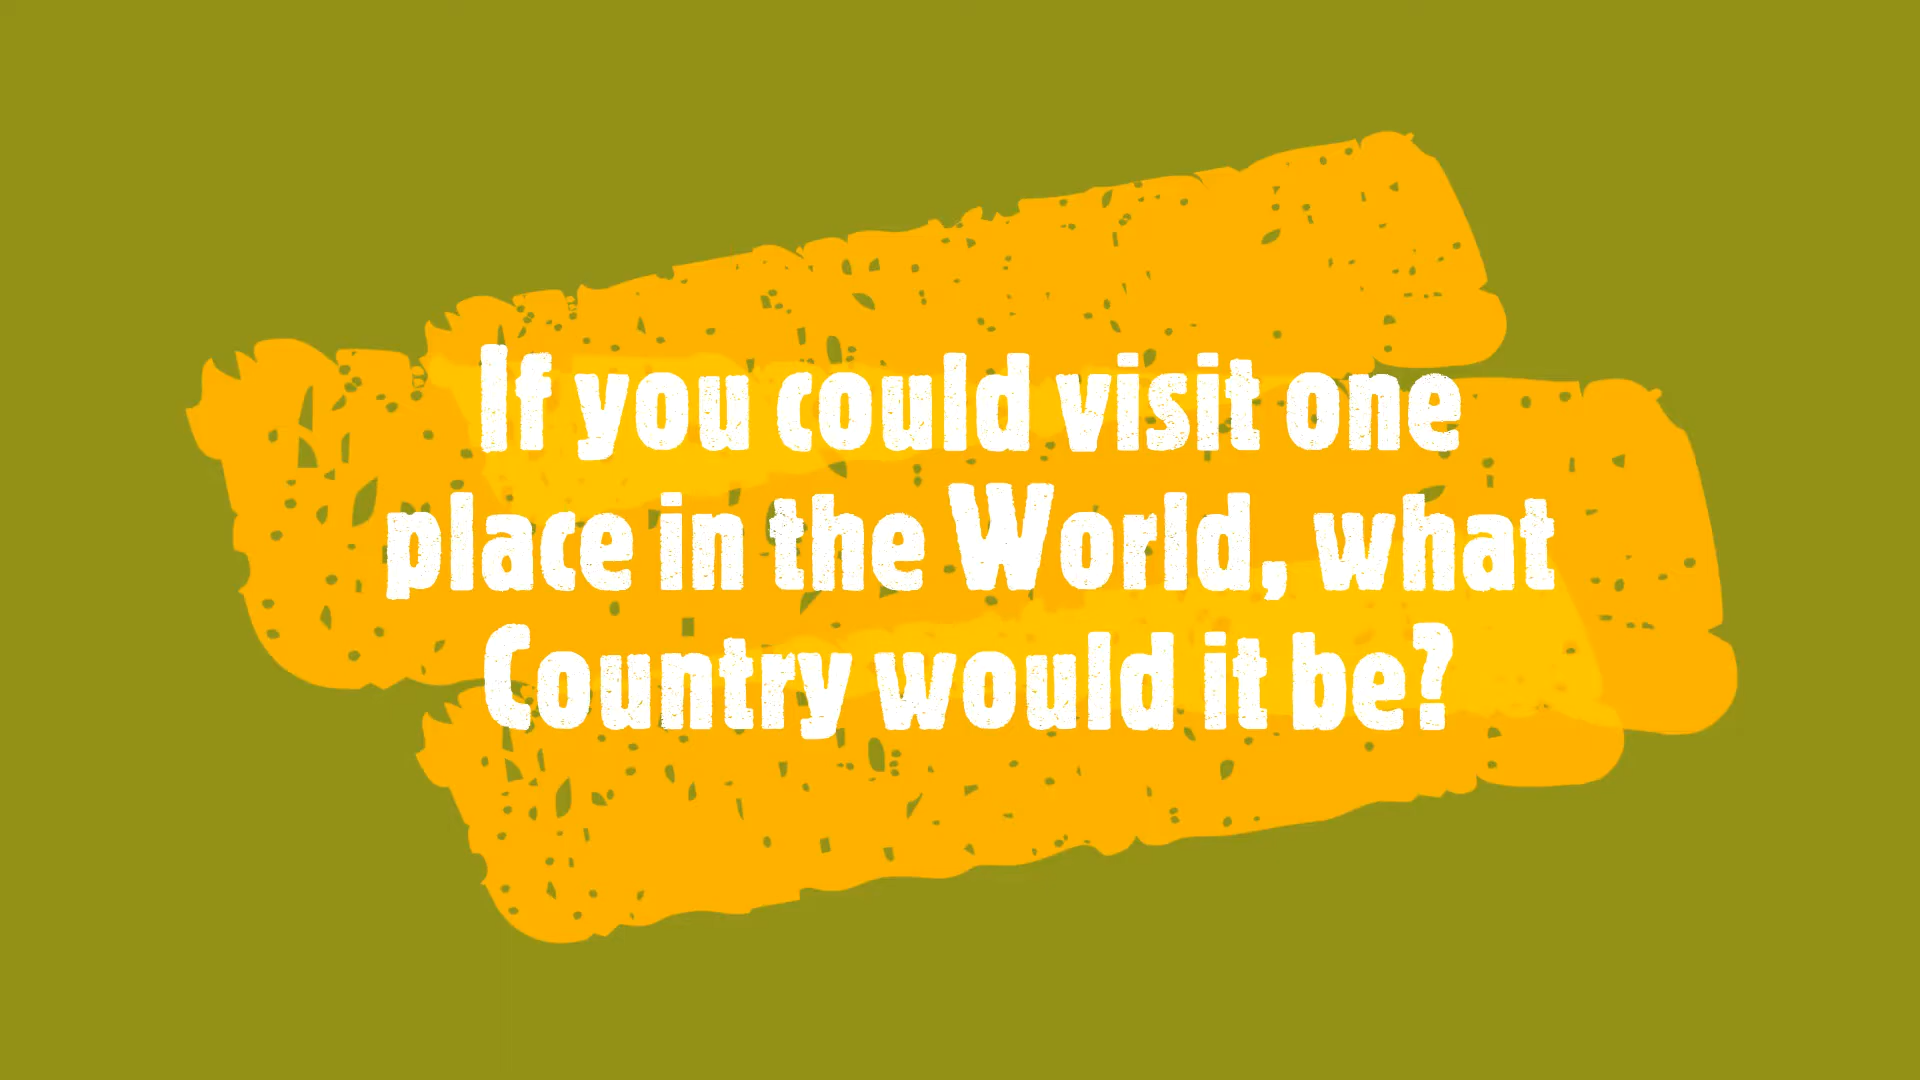 If you could visit one
place in the World, what
Country would it be?